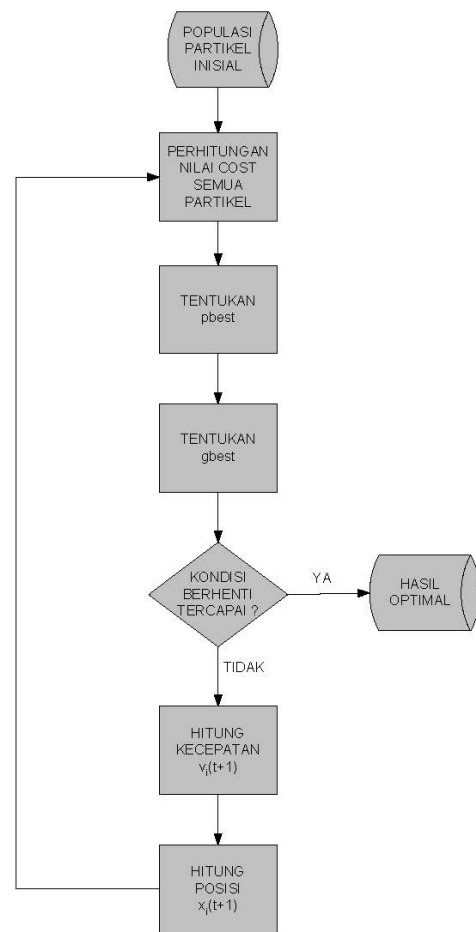 POPULASI
PARTIKEL
INISIAL
PERHITUNGAN
NILAI COST
SEMUA
PARTIKEL
TENTUKAN
pbest
TENTUKAN
gbest
KONDISI
BERHENTI
TERCAPAI ?
YA
HASIL
OPTIMAL
TIDAK
HITUNG
KECEPATAN
vᵢ(t+1)
HITUNG
POSISI
xᵢ(t+1)